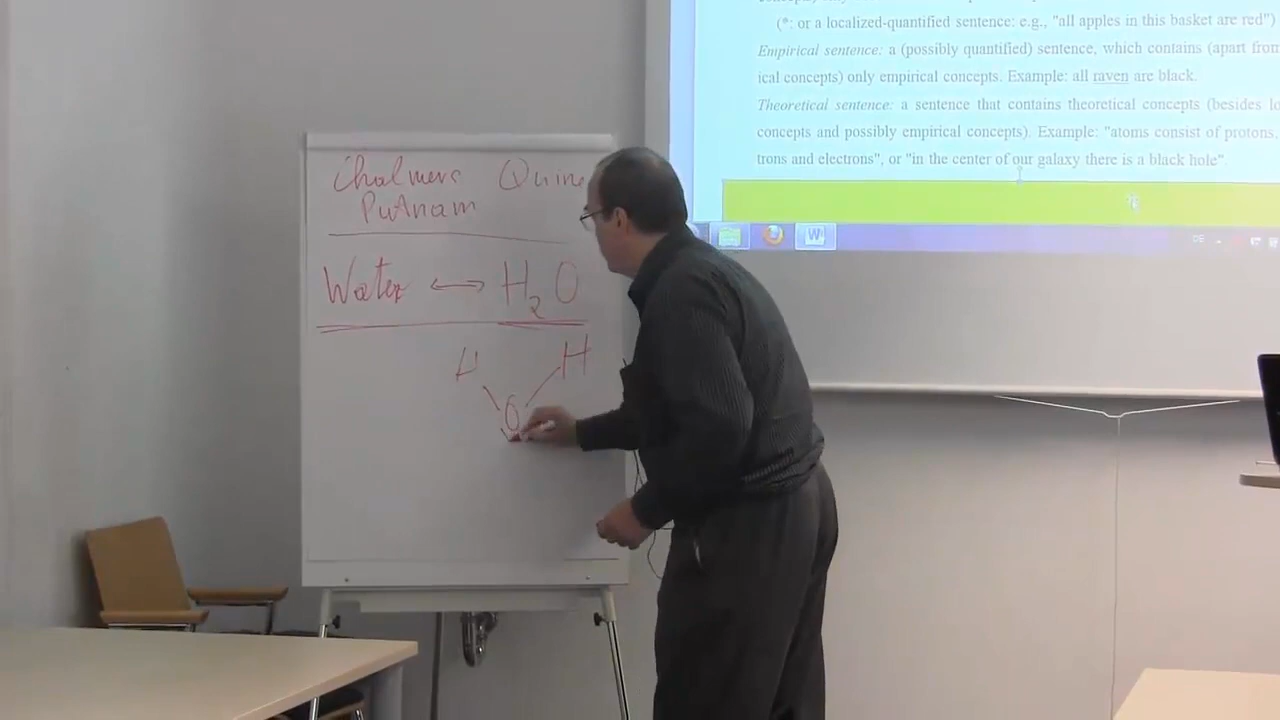 Chalmers Quine
Putnam
Water ↔ H₂O
H H
O
(*: or a localized-quantified sentence: e.g., "all apples in this basket are red")
Empirical sentence: a (possibly quantified) sentence, which contains (apart from
ical concepts) only empirical concepts. Example: all raven are black.
Theoretical sentence: a sentence that contains theoretical concepts (besides lo
concepts and possibly empirical concepts). Example: "atoms consist of protons,
trons and electrons", or "in the center of our galaxy there is a black hole".
W
DE